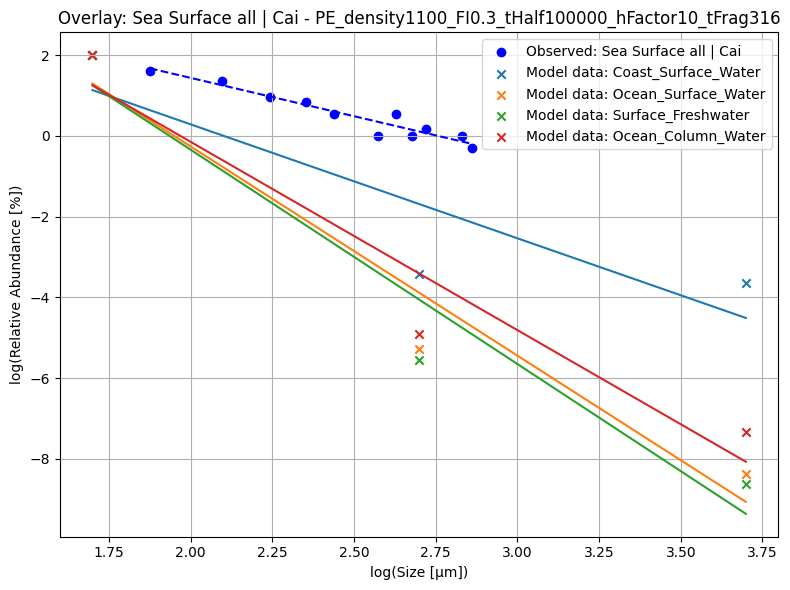 Overlay: Sea Surface all | Cai - PE_density1100_FI0.3_tHalf100000_hFactor10_tFrag316
Observed: Sea Surface all | Cai
Model data: Coast_Surface_Water
Model data: Ocean_Surface_Water
Model data: Surface_Freshwater
Model data: Ocean_Column_Water
log(Relative Abundance [%])
2
0
−2
−4
−6
−8
1.75
2.00
2.25
2.50
2.75
3.00
3.25
3.50
3.75
log(Size [μm])